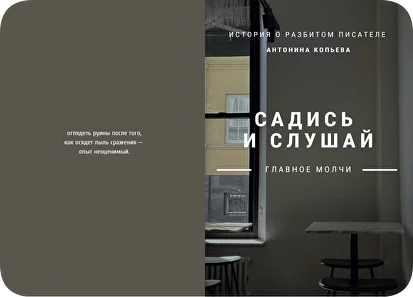 оглядеть руины после того,
как осядет пыль сражения —
опыт неоценимый.
ИСТОРИЯ О РАЗБИТОМ ПИСАТЕЛЕ
АНТОНИНА КОПЬЕВА
САДИСЬ
И СЛУШАЙ
ГЛАВНОЕ МОЛЧИ